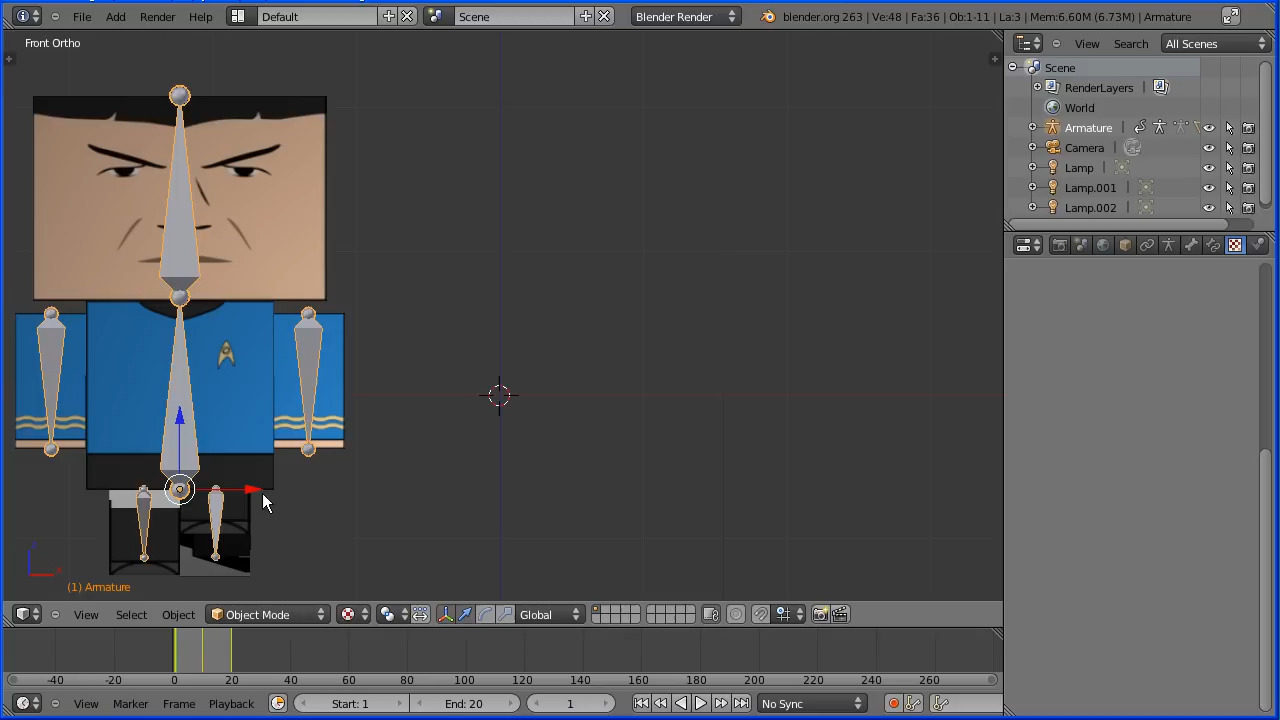 File Add Render Help Default Scene Blender Render blender.org 263 | Ve:48 | Fa:36 | Ob:1-11 | La:3 | Mem:6.60M (6.73M) | Armature
Front Ortho
View Search All Scenes
Scene
RenderLayers
World
Armature
Camera
Lamp
Lamp.001
Lamp.002
(1) Armature
View Select Object Object Mode Global
-40 -20 0 20 40 60 80 100 120 140 160 180 200 220 240 260
View Marker Frame Playback Start: 1 End: 20 1 No Sync